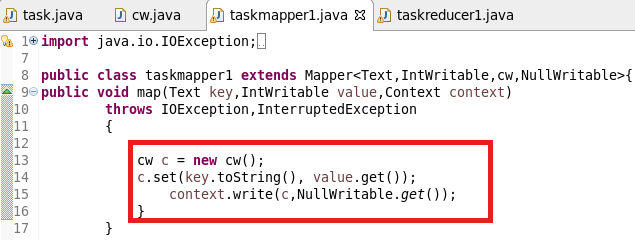 task.java cw.java taskmapper1.java taskreducer1.java
1 import java.io.IOException;
7
8 public class taskmapper1 extends Mapper<Text,IntWritable,cw,NullWritable>{
9 public void map(Text key,IntWritable value,Context context)
10 throws IOException,InterruptedException
11 {
12
13 cw c = new cw();
14 c.set(key.toString(), value.get());
15 context.write(c,NullWritable.get());
16 }
17 }